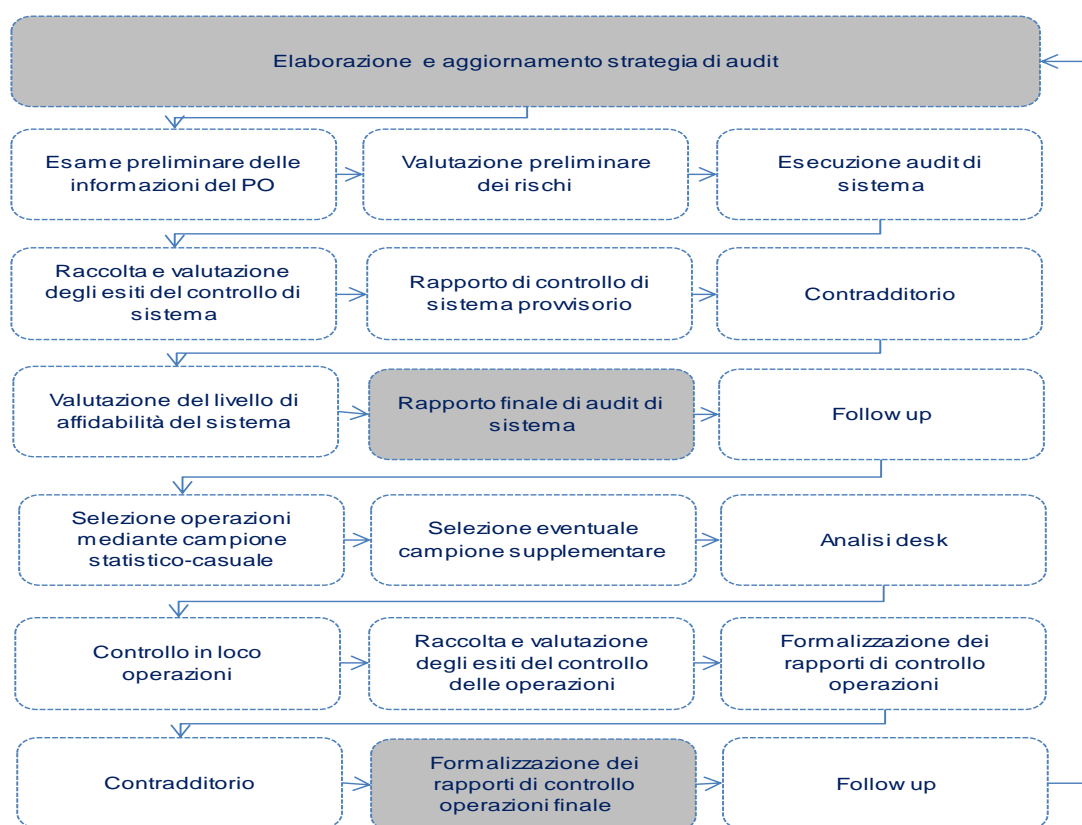 Elaborazione e aggiornamento strategia di audit
Esame preliminare delle
informazioni del PO
Valutazione preliminare
dei rischi
Esecuzione audit di
sistema
Raccolta e valutazione
degli esiti del controllo di
sistema
Rapporto di controllo di
sistema provvisorio
Contradditorio
Valutazione del livello di
affidabilità del sistema
Rapporto finale di audit di
sistema
Follow up
Selezione operazioni
mediante campione
statistico-casuale
Selezione eventuale
campione supplementare
Analisi desk
Controllo in loco
operazioni
Raccolta e valutazione
degli esiti del controllo
delle operazioni
Formalizzazione dei
rapporti di controllo
operazioni
Contradditorio
Formalizzazione dei
rapporti di controllo
operazioni finale
Follow up